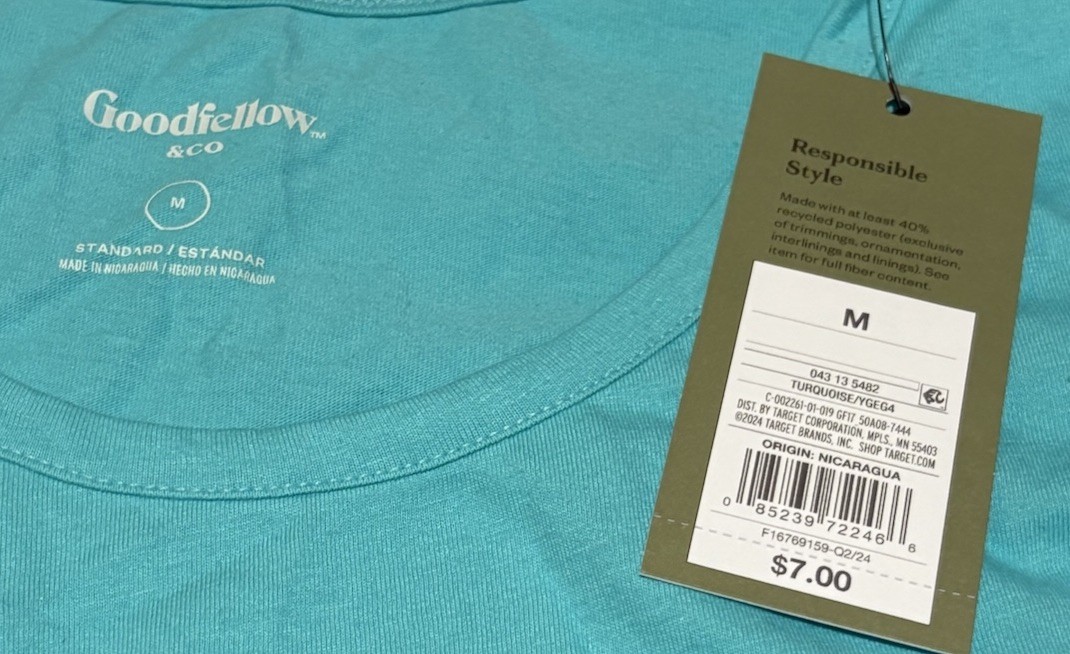 Goodfellow™
&CO
M
STANDARD / ESTÁNDAR
MADE IN NICARAGUA / HECHO EN NICARAGUA
Responsible
Style
Made with at least 40%
recycled polyester (exclusive
of trimmings, ornamentation,
interlinings and linings). See
item for full fiber content.
M
043 13 5482
TURQUOISE/YGEG4
C-002261-01-019 GF17 50A08-7444
DIST. BY TARGET CORPORATION, MPLS., MN 55403
©2024 TARGET BRANDS, INC. SHOP TARGET.COM
ORIGIN: NICARAGUA
0 85239 72246 6
F16769159-Q2/24
$7.00